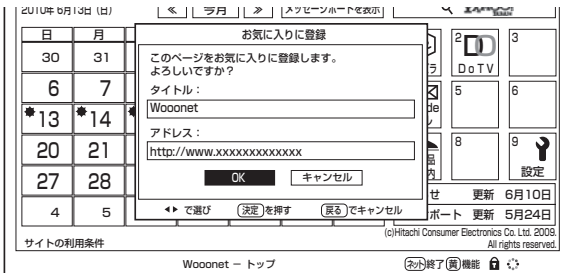 2010年 6月13日 (日) ≪ 今月 ≫ メッセージボードを表示
日 月
30 31
6 7
13 14
20 21
27 28
4 5
サイトの利用条件
お気に入りに登録
このページをお気に入りに登録します。
よろしいですか？
タイトル：
Wooonet
アドレス：
http://www.xxxxxxxxxxxxx
OK キャンセル
で選び 決定を押す 戻るでキャンセル
2 3
DoTV
5 6
8 9
設定
更新 6月10日
ポート 更新 5月24日
(c)Hitachi Consumer Electronics Co. Ltd. 2009.
All rights reserved.
Wooonet － トップ ネット終了 黄機能